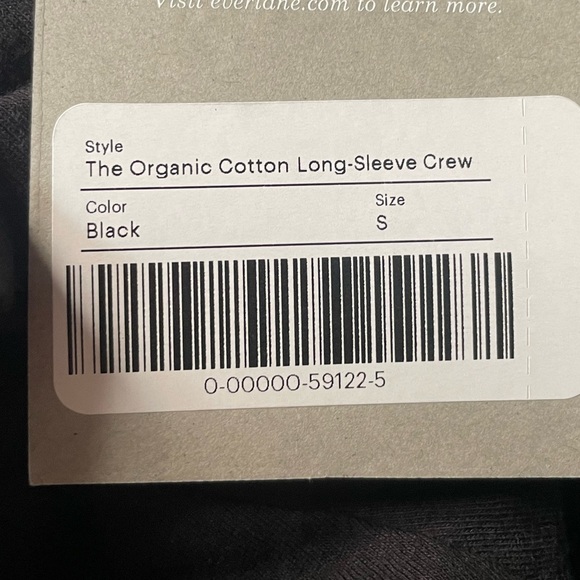 Visit everlane.com to learn more.
Style
The Organic Cotton Long-Sleeve Crew
Color Size
Black S
0-00000-59122-5